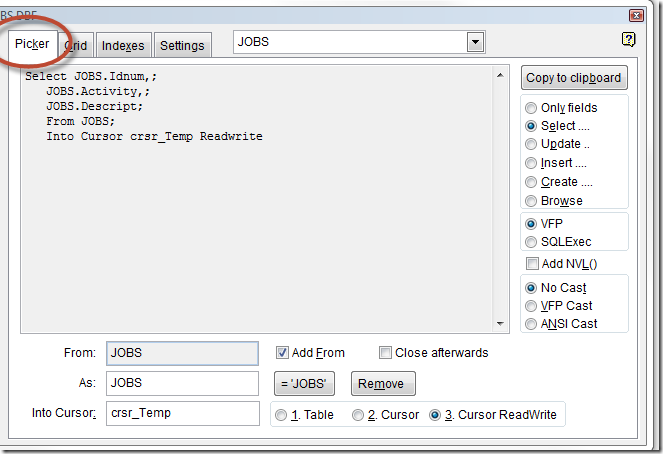 BS.DBF
Picker
Grid
Indexes
Settings
JOBS
Select JOBS.Idnum,;
JOBS.Activity,;
JOBS.Descript;
From JOBS;
Into Cursor crsr_Temp Readwrite
Copy to clipboard
Only fields
Select ....
Update ..
Insert ....
Create ....
Browse
VFP
SQLExec
Add NVL()
No Cast
VFP Cast
ANSI Cast
From: JOBS
Add From
Close afterwards
As: JOBS
= 'JOBS'
Remove
Into Cursor: crsr_Temp
1. Table
2. Cursor
3. Cursor ReadWrite